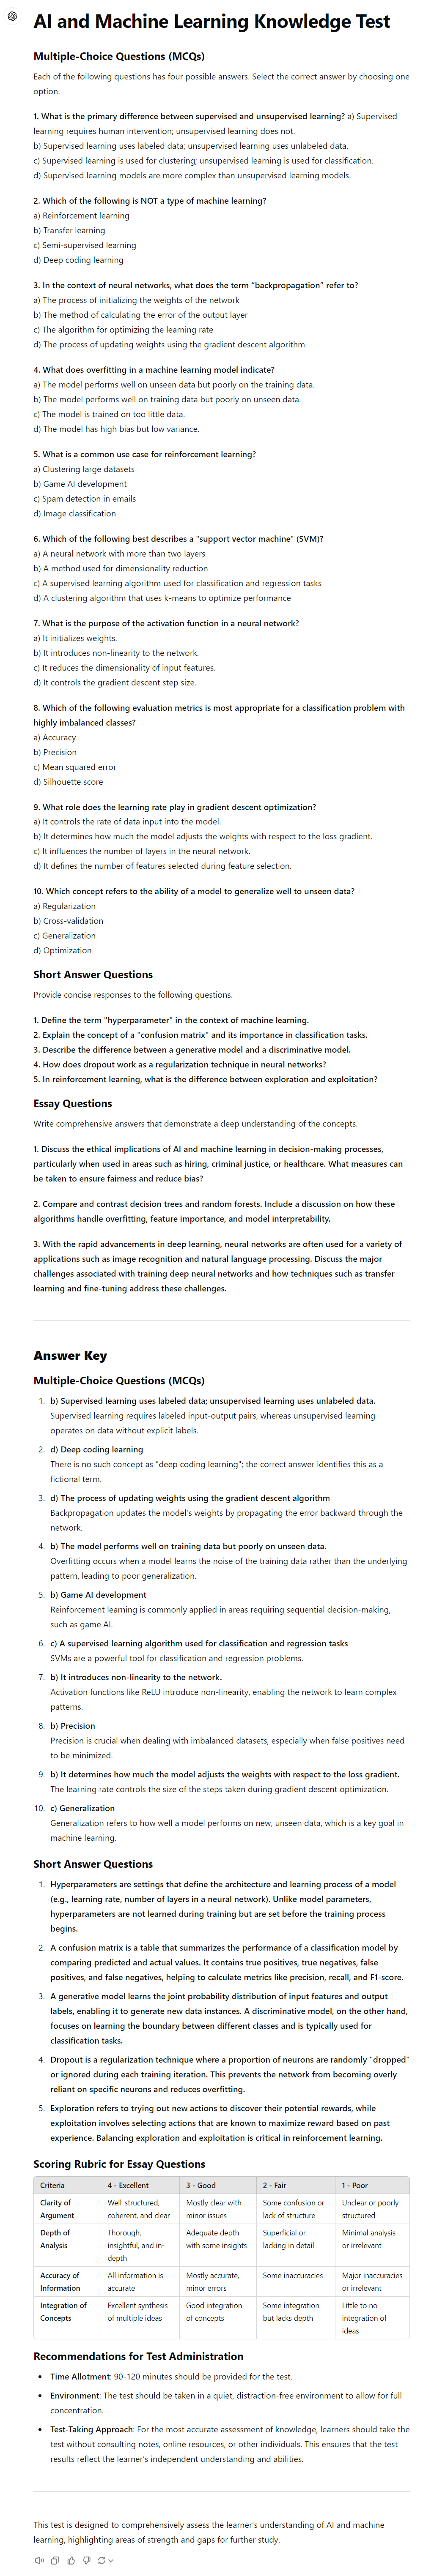 AI and Machine Learning Knowledge Test
Multiple-Choice Questions (MCQs)
Each of the following questions has four possible answers. Select the correct answer by choosing one
option.
1. What is the primary difference between supervised and unsupervised learning? a) Supervised
learning requires human intervention; unsupervised learning does not.
b) Supervised learning uses labeled data; unsupervised learning uses unlabeled data.
c) Supervised learning is used for clustering; unsupervised learning is used for classification.
d) Supervised learning models are more complex than unsupervised learning models.
2. Which of the following is NOT a type of machine learning?
a) Reinforcement learning
b) Transfer learning
c) Semi-supervised learning
d) Deep coding learning
3. In the context of neural networks, what does the term "backpropagation" refer to?
a) The process of initializing the weights of the network
b) The method of calculating the error of the output layer
c) The algorithm for optimizing the learning rate
d) The process of updating weights using the gradient descent algorithm
4. What does overfitting in a machine learning model indicate?
a) The model performs well on unseen data but poorly on the training data.
b) The model performs well on training data but poorly on unseen data.
c) The model is trained on too little data.
d) The model has high bias but low variance.
5. What is a common use case for reinforcement learning?
a) Clustering large datasets
b) Game AI development
c) Spam detection in emails
d) Image classification
6. Which of the following best describes a "support vector machine" (SVM)?
a) A neural network with more than two layers
b) A method used for dimensionality reduction
c) A supervised learning algorithm used for classification and regression tasks
d) A clustering algorithm that uses k-means to optimize performance
7. What is the purpose of the activation function in a neural network?
a) It initializes weights.
b) It introduces non-linearity to the network.
c) It reduces the dimensionality of input features.
d) It controls the gradient descent step size.
8. Which of the following evaluation metrics is most appropriate for a classification problem with
highly imbalanced classes?
a) Accuracy
b) Precision
c) Mean squared error
d) Silhouette score
9. What role does the learning rate play in gradient descent optimization?
a) It controls the rate of data input into the model.
b) It determines how much the model adjusts the weights with respect to the loss gradient.
c) It influences the number of layers in the neural network.
d) It defines the number of features selected during feature selection.
10. Which concept refers to the ability of a model to generalize well to unseen data?
a) Regularization
b) Cross-validation
c) Generalization
d) Optimization
Short Answer Questions
Provide concise responses to the following questions.
1. Define the term "hyperparameter" in the context of machine learning.
2. Explain the concept of a "confusion matrix" and its importance in classification tasks.
3. Describe the difference between a generative model and a discriminative model.
4. How does dropout work as a regularization technique in neural networks?
5. In reinforcement learning, what is the difference between exploration and exploitation?
Essay Questions
Write comprehensive answers that demonstrate a deep understanding of the concepts.
1. Discuss the ethical implications of AI and machine learning in decision-making processes,
particularly when used in areas such as hiring, criminal justice, or healthcare. What measures can
be taken to ensure fairness and reduce bias?
2. Compare and contrast decision trees and random forests. Include a discussion on how these
algorithms handle overfitting, feature importance, and model interpretability.
3. With the rapid advancements in deep learning, neural networks are often used for a variety of
applications such as image recognition and natural language processing. Discuss the major
challenges associated with training deep neural networks and how techniques such as transfer
learning and fine-tuning address these challenges.
Answer Key
Multiple-Choice Questions (MCQs)
1. b) Supervised learning uses labeled data; unsupervised learning uses unlabeled data.
Supervised learning requires labeled input-output pairs, whereas unsupervised learning
operates on data without explicit labels.
2. d) Deep coding learning
There is no such concept as "deep coding learning"; the correct answer identifies this as a
fictional term.
3. d) The process of updating weights using the gradient descent algorithm
Backpropagation updates the model's weights by propagating the error backward through the
network.
4. b) The model performs well on training data but poorly on unseen data.
Overfitting occurs when a model learns the noise of the training data rather than the underlying
pattern, leading to poor generalization.
5. b) Game AI development
Reinforcement learning is commonly applied in areas requiring sequential decision-making,
such as game AI.
6. c) A supervised learning algorithm used for classification and regression tasks
SVMs are a powerful tool for classification and regression problems.
7. b) It introduces non-linearity to the network.
Activation functions like ReLU introduce non-linearity, enabling the network to learn complex
patterns.
8. b) Precision
Precision is crucial when dealing with imbalanced datasets, especially when false positives need
to be minimized.
9. b) It determines how much the model adjusts the weights with respect to the loss gradient.
The learning rate controls the size of the steps taken during gradient descent optimization.
10. c) Generalization
Generalization refers to how well a model performs on new, unseen data, which is a key goal in
machine learning.
Short Answer Questions
1. Hyperparameters are settings that define the architecture and learning process of a model
(e.g., learning rate, number of layers in a neural network). Unlike model parameters,
hyperparameters are not learned during training but are set before the training process
begins.
2. A confusion matrix is a table that summarizes the performance of a classification model by
comparing predicted and actual values. It contains true positives, true negatives, false
positives, and false negatives, helping to calculate metrics like precision, recall, and F1-score.
3. A generative model learns the joint probability distribution of input features and output
labels, enabling it to generate new data instances. A discriminative model, on the other hand,
focuses on learning the boundary between different classes and is typically used for
classification tasks.
4. Dropout is a regularization technique where a proportion of neurons are randomly "dropped"
or ignored during each training iteration. This prevents the network from becoming overly
reliant on specific neurons and reduces overfitting.
5. Exploration refers to trying out new actions to discover their potential rewards, while
exploitation involves selecting actions that are known to maximize reward based on past
experience. Balancing exploration and exploitation is critical in reinforcement learning.
Scoring Rubric for Essay Questions
Criteria 4 - Excellent 3 - Good 2 - Fair 1 - Poor
Clarity of Well-structured, Mostly clear with Some confusion or Unclear or poorly
Argument coherent, and clear minor issues lack of structure structured
Depth of Thorough, Adequate depth Superficial or Minimal analysis
Analysis insightful, and in- with some insights lacking in detail or irrelevant
depth
Accuracy of All information is Mostly accurate, Some inaccuracies Major inaccuracies
Information accurate minor errors or irrelevant
Integration of Excellent synthesis Good integration Some integration Little to no
Concepts of multiple ideas of concepts but lacks depth integration of
ideas
Recommendations for Test Administration
• Time Allotment: 90-120 minutes should be provided for the test.
• Environment: The test should be taken in a quiet, distraction-free environment to allow for full
concentration.
• Test-Taking Approach: For the most accurate assessment of knowledge, learners should take the
test without consulting notes, online resources, or other individuals. This ensures that the test
results reflect the learner's independent understanding and abilities.
This test is designed to comprehensively assess the learner's understanding of AI and machine
learning, highlighting areas of strength and gaps for further study.